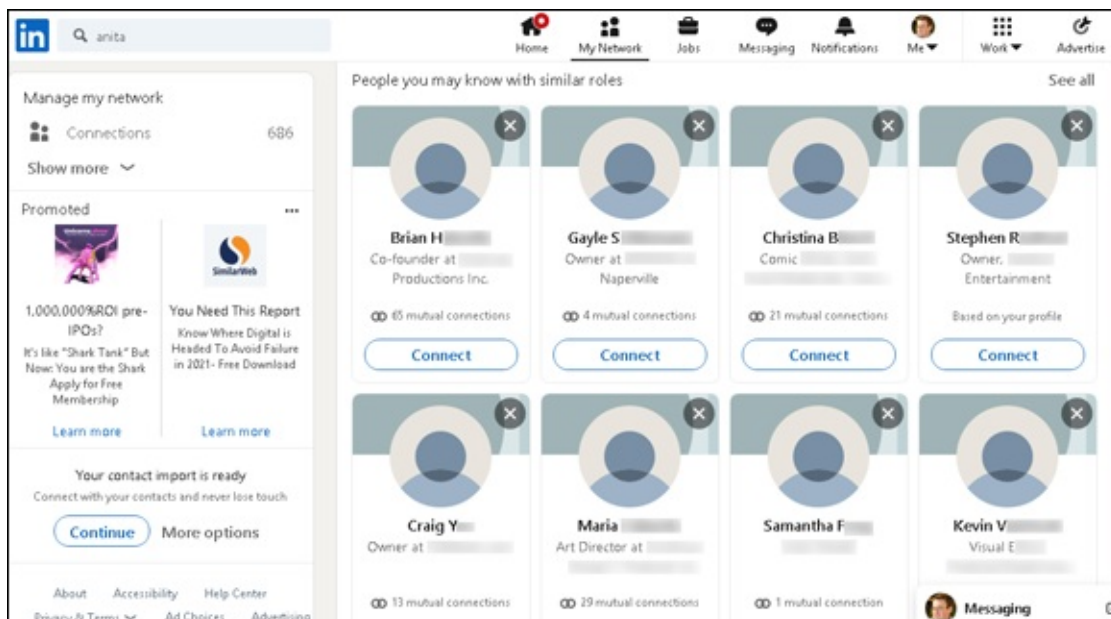 in
anita
Home
My Network
Jobs
Messaging
Notifications
Me
Work
Advertise
Manage my network
Connections 686
Show more
Promoted
SimilarWeb
1,000,000%ROI pre-
IPOs?
It's like "Shark Tank" But
Now: You are the Shark
Apply for Free
Membership
Learn more
You Need This Report
Know Where Digital is
Headed To Avoid Failure
in 2021- Free Download
Learn more
Your contact import is ready
Connect with your contacts and never lose touch
Continue
More options
About Accessibility Help Center
Privacy & Terms Ad Choices Advertising
People you may know with similar roles
See all
Brian H
Co-founder at
Productions Inc.
65 mutual connections
Connect
Gayle S
Owner at
Naperville
4 mutual connections
Connect
Christina B
Comic
21 mutual connections
Connect
Stephen R
Owner,
Entertainment
Based on your profile
Connect
Craig Y
Owner at
13 mutual connections
Maria
Art Director at
29 mutual connections
Samantha F
1 mutual connection
Kevin V
Visual E
Messaging